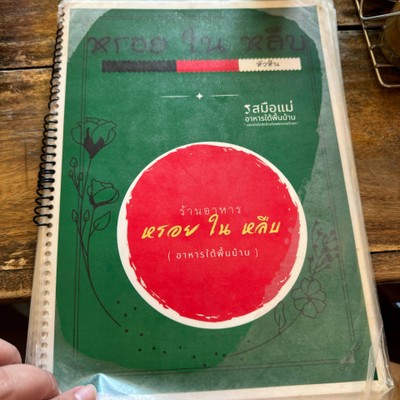 หรอย ใน หลืบ
หัวหิน
รสมือแม่
อาหารใต้พื้นบ้าน
ร้านอาหาร
หรอย ใน หลืบ
( อาหารใต้พื้นบ้าน )